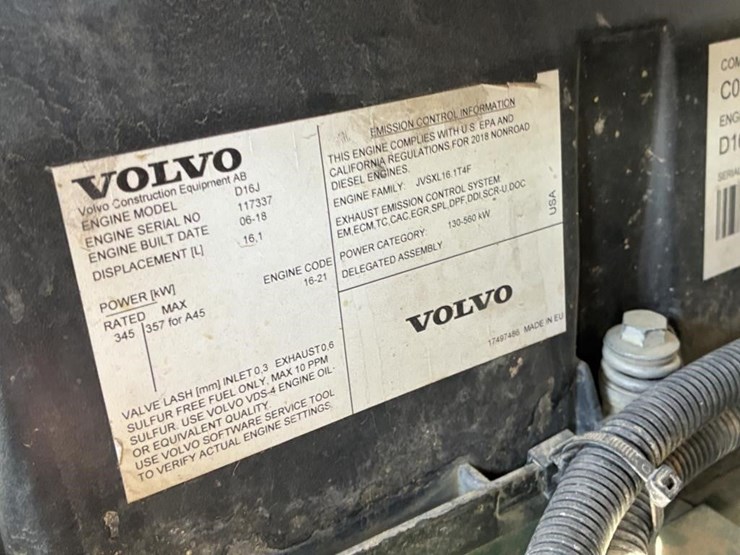 VOLVO
Volvo Construction Equipment AB
ENGINE MODEL D16J
ENGINE SERIAL NO 117337
ENGINE BUILT DATE 06-18
DISPLACEMENT [L] 16,1
ENGINE CODE
16-21
POWER [kW]
RATED MAX
345 357 for A45
VALVE LASH [mm] INLET 0,3 EXHAUST 0,6
SULFUR FREE FUEL ONLY, MAX 10 PPM
SULFUR. USE VOLVO VDS-4 ENGINE OIL
OR EQUIVALENT QUALITY
USE VOLVO SOFTWARE SERVICE TOOL
TO VERIFY ACTUAL ENGINE SETTINGS
EMISSION CONTROL INFORMATION
THIS ENGINE COMPLIES WITH U.S. EPA AND
CALIFORNIA REGULATIONS FOR 2018 NONROAD
DIESEL ENGINES.
ENGINE FAMILY: JVSXL16.1T4F
EXHAUST EMISSION CONTROL SYSTEM:
EM,ECM,TC,CAC,EGR,SPL,DPF,DDI,SCR-U,DOC
POWER CATEGORY: 130-560 kW
DELEGATED ASSEMBLY
USA
VOLVO
17497486 MADE IN EU
COM
CO
ENG
D1
SERIAL